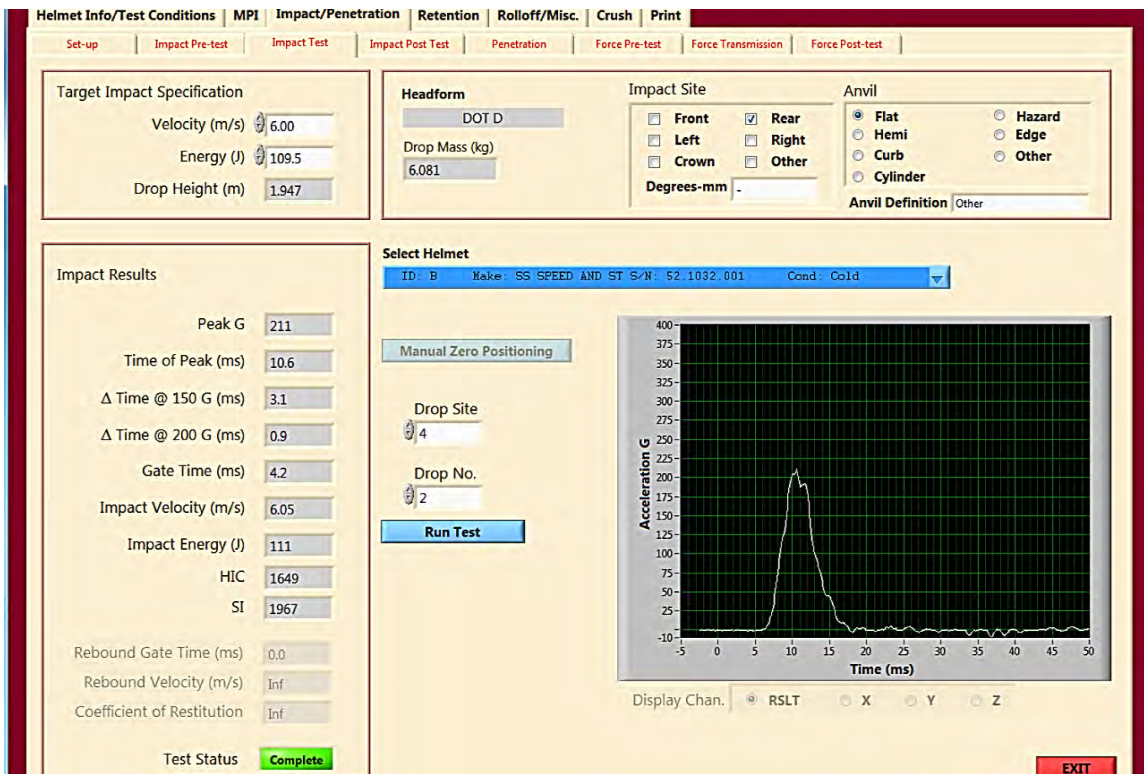 Helmet Info/Test Conditions MPI Impact/Penetration Retention Rolloff/Misc. Crush Print
Set-up Impact Pre-test Impact Test Impact Post Test Penetration Force Pre-test Force Transmission Force Post-test
Target Impact Specification
Velocity (m/s) 6.00
Energy (J) 109.5
Drop Height (m) 1.947
Headform
DOT D
Drop Mass (kg)
6.081
Impact Site
Front Rear
Left Right
Crown Other
Degrees-mm -
Anvil
Flat Hazard
Hemi Edge
Curb Other
Cylinder
Anvil Definition Other
Select Helmet
ID: B Make: SS SPEED AND ST S/N: 52.1032.001 Cond: Cold
Impact Results
Peak G 211
Time of Peak (ms) 10.6
Δ Time @ 150 G (ms) 3.1
Δ Time @ 200 G (ms) 0.9
Gate Time (ms) 4.2
Impact Velocity (m/s) 6.05
Impact Energy (J) 111
HIC 1649
SI 1967
Rebound Gate Time (ms) 0.0
Rebound Velocity (m/s) Inf
Coefficient of Restitution Inf
Test Status Complete
Manual Zero Positioning
Drop Site
4
Drop No.
2
Run Test
Acceleration G
400
375
350
325
300
275
250
225
200
175
150
125
100
75
50
25
-10
-5 0 5 10 15 20 25 30 35 40 45 50
Time (ms)
Display Chan. RSLT X Y Z
EXIT